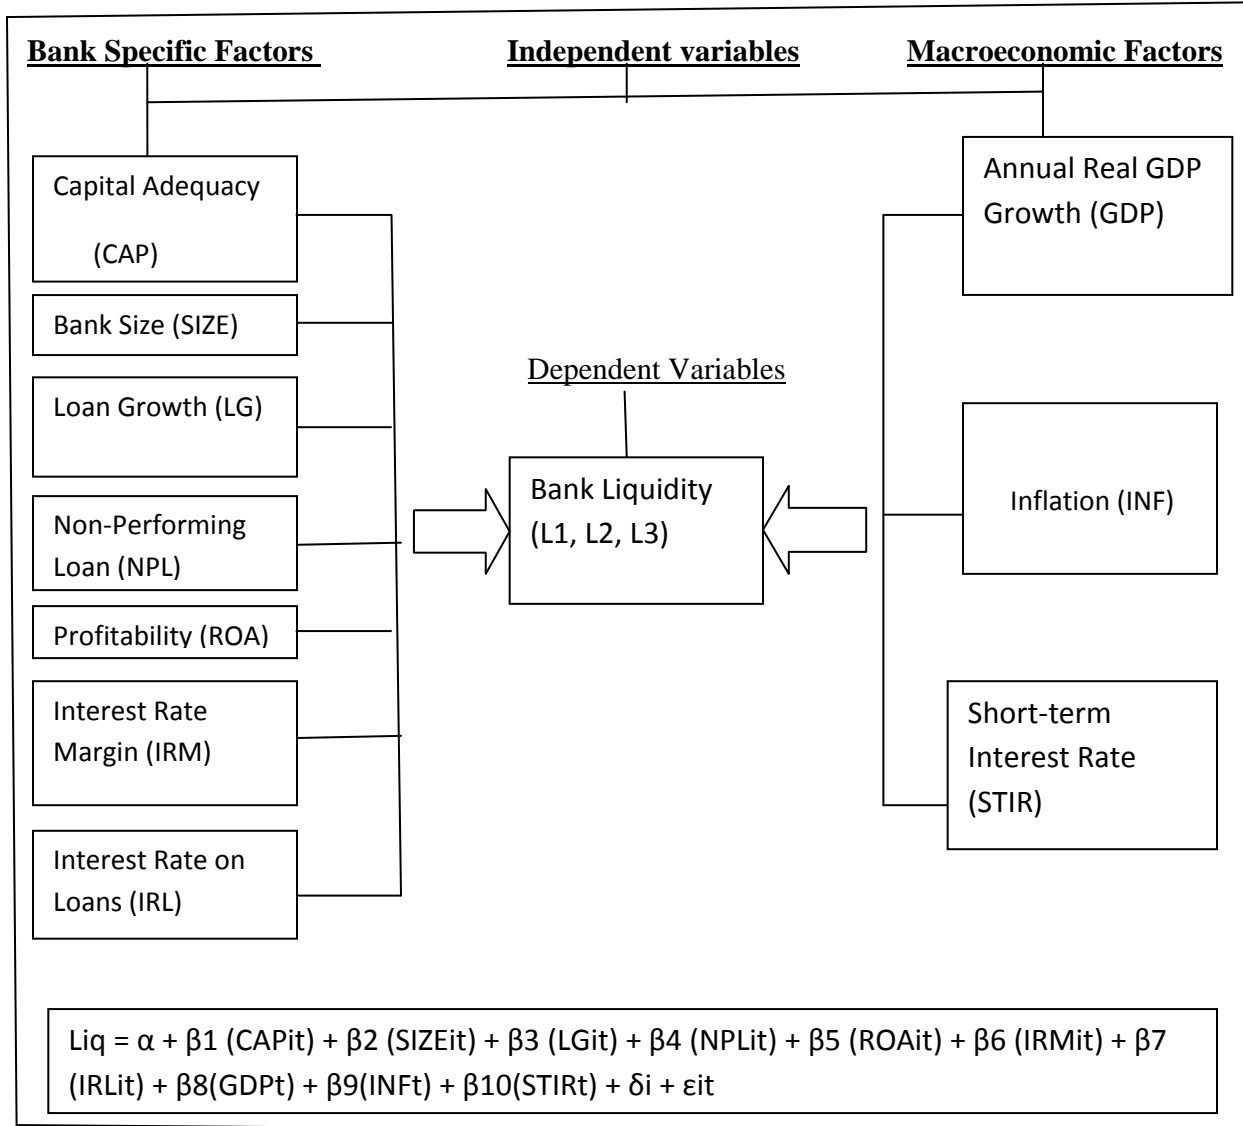 Bank Specific Factors
Independent variables
Macroeconomic Factors
Capital Adequacy
(CAP)
Bank Size (SIZE)
Loan Growth (LG)
Non-Performing
Loan (NPL)
Profitability (ROA)
Interest Rate
Margin (IRM)
Interest Rate on
Loans (IRL)
Dependent Variables
Bank Liquidity
(L1, L2, L3)
Annual Real GDP
Growth (GDP)
Inflation (INF)
Short-term
Interest Rate
(STIR)
Liq = α + β1 (CAPit) + β2 (SIZEit) + β3 (LGit) + β4 (NPLit) + β5 (ROAit) + β6 (IRMit) + β7
(IRLit) + β8(GDPt) + β9(INFt) + β10(STIRt) + δi + εit